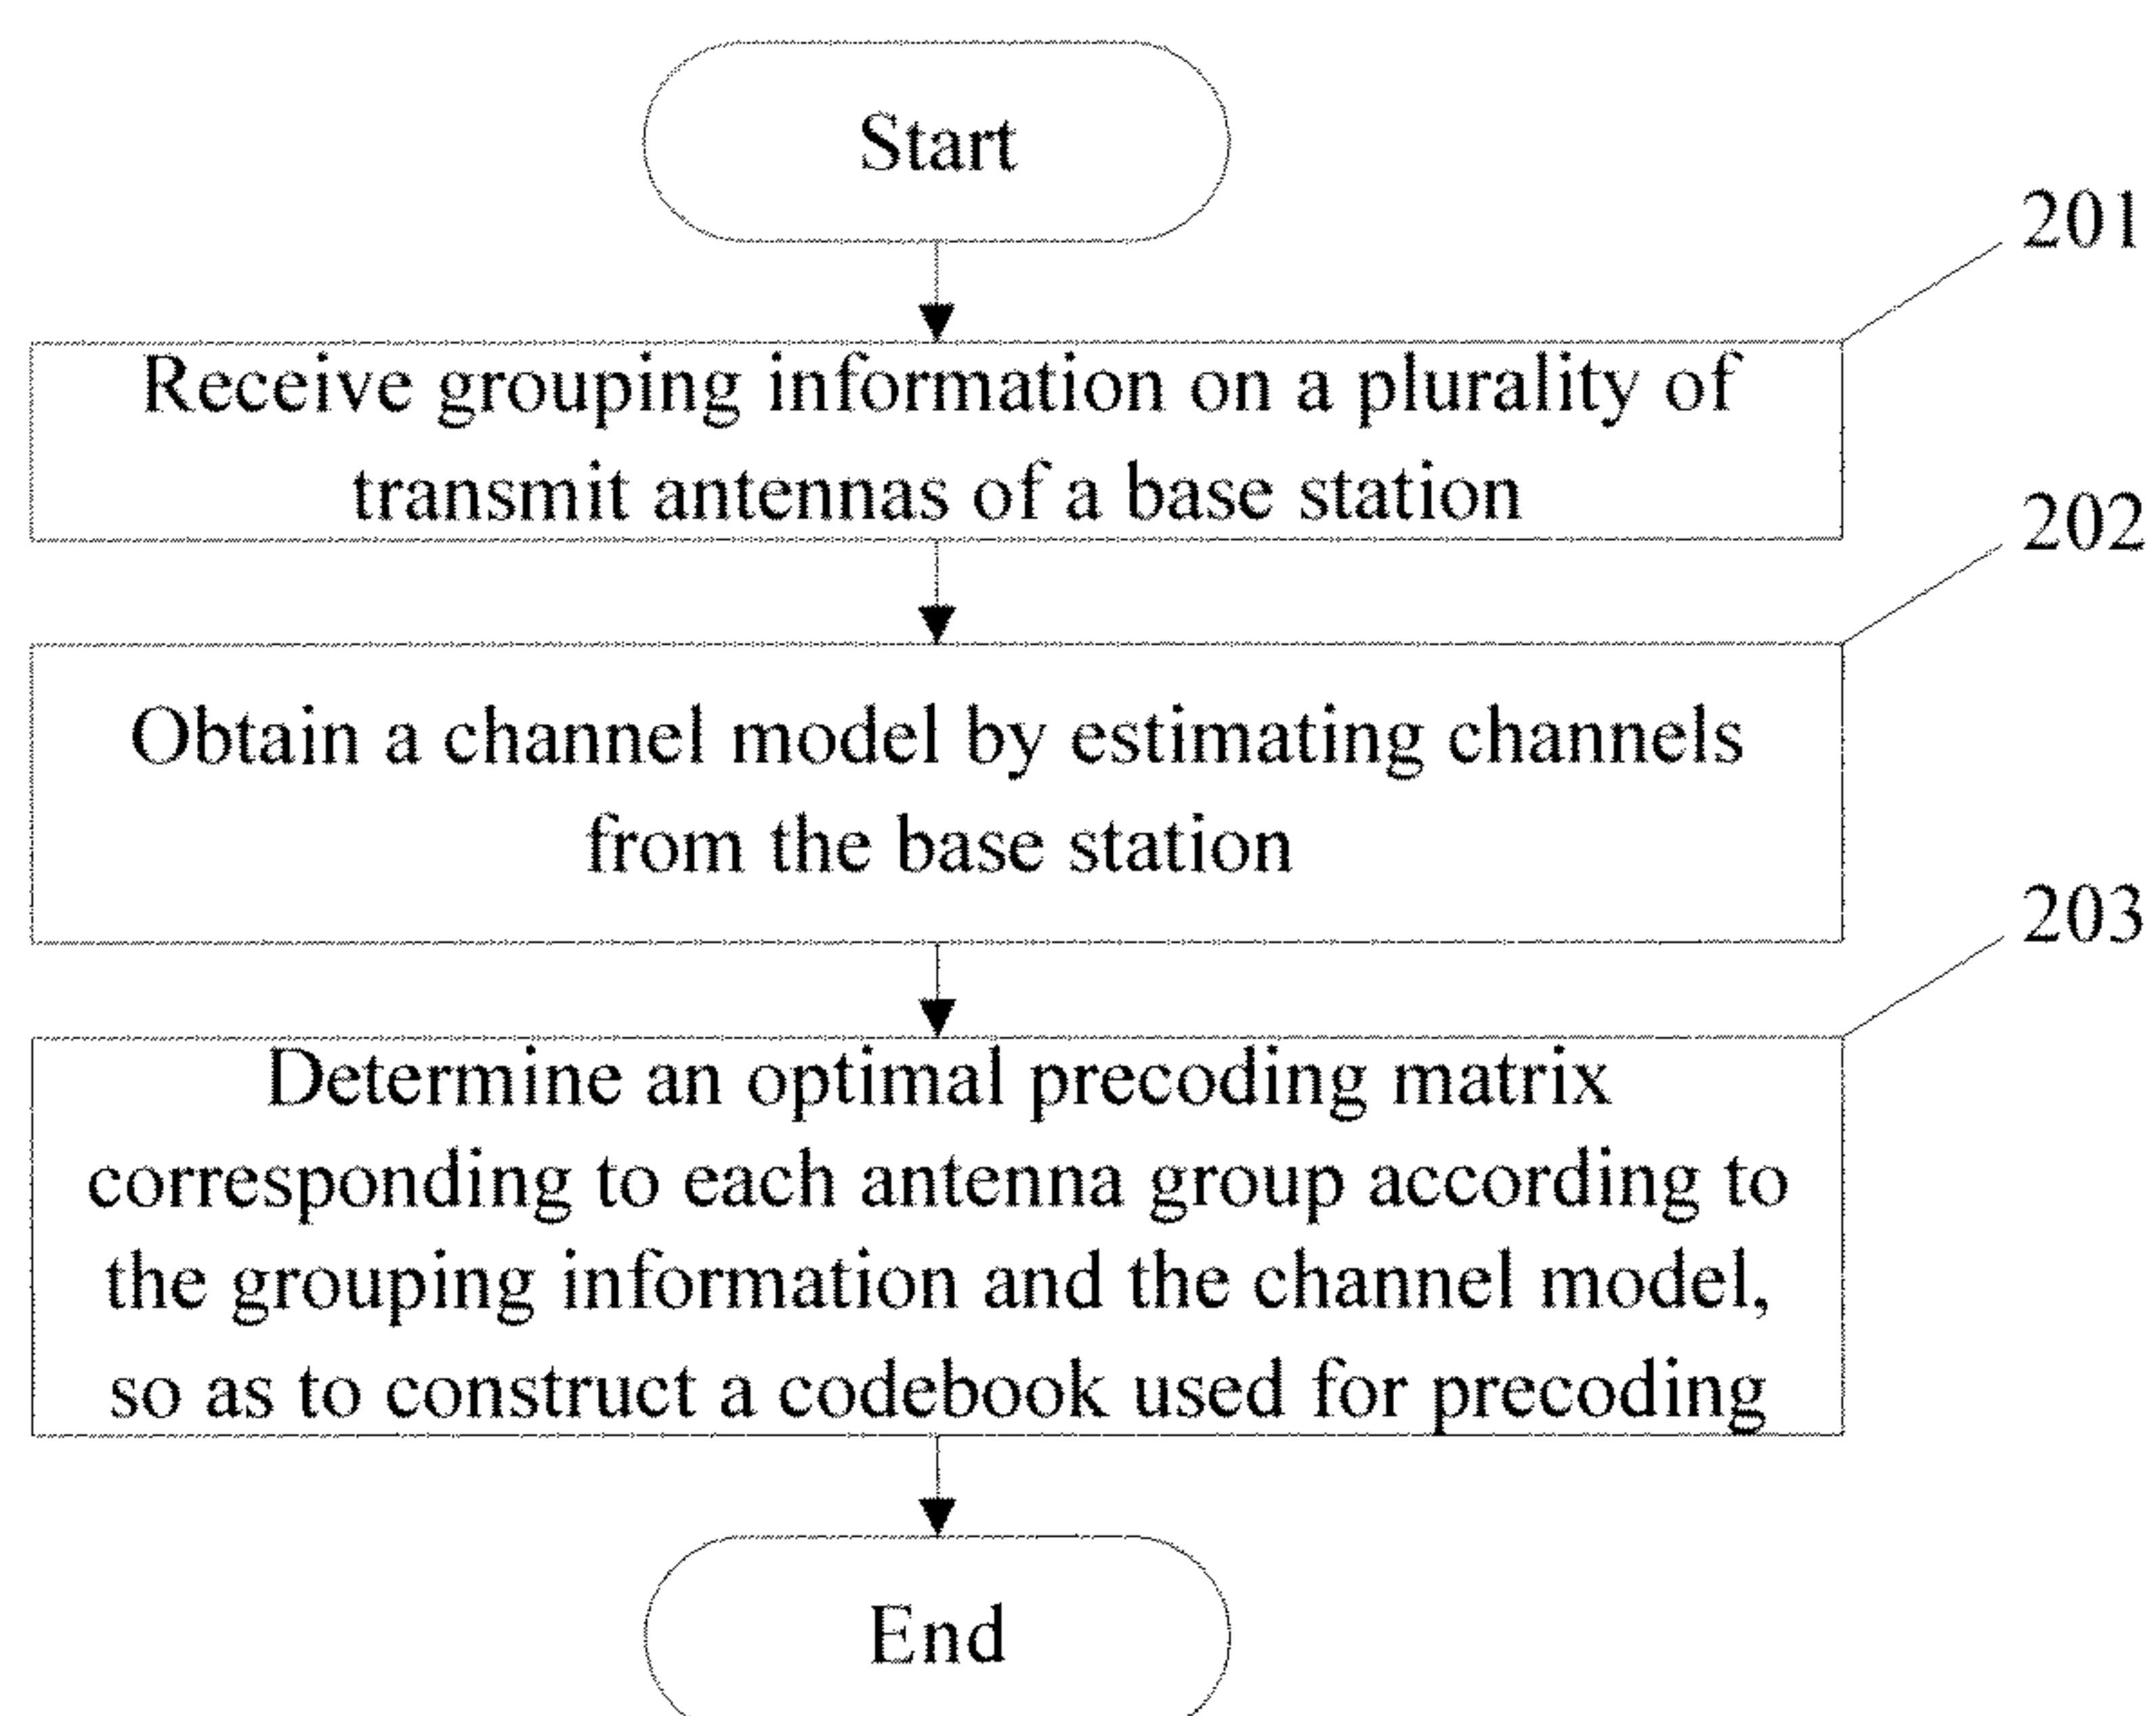 Start
201
Receive grouping information on a plurality of
transmit antennas of a base station
202
Obtain a channel model by estimating channels
from the base station
203
Determine an optimal precoding matrix
corresponding to each antenna group according to
the grouping information and the channel model,
so as to construct a codebook used for precoding
End